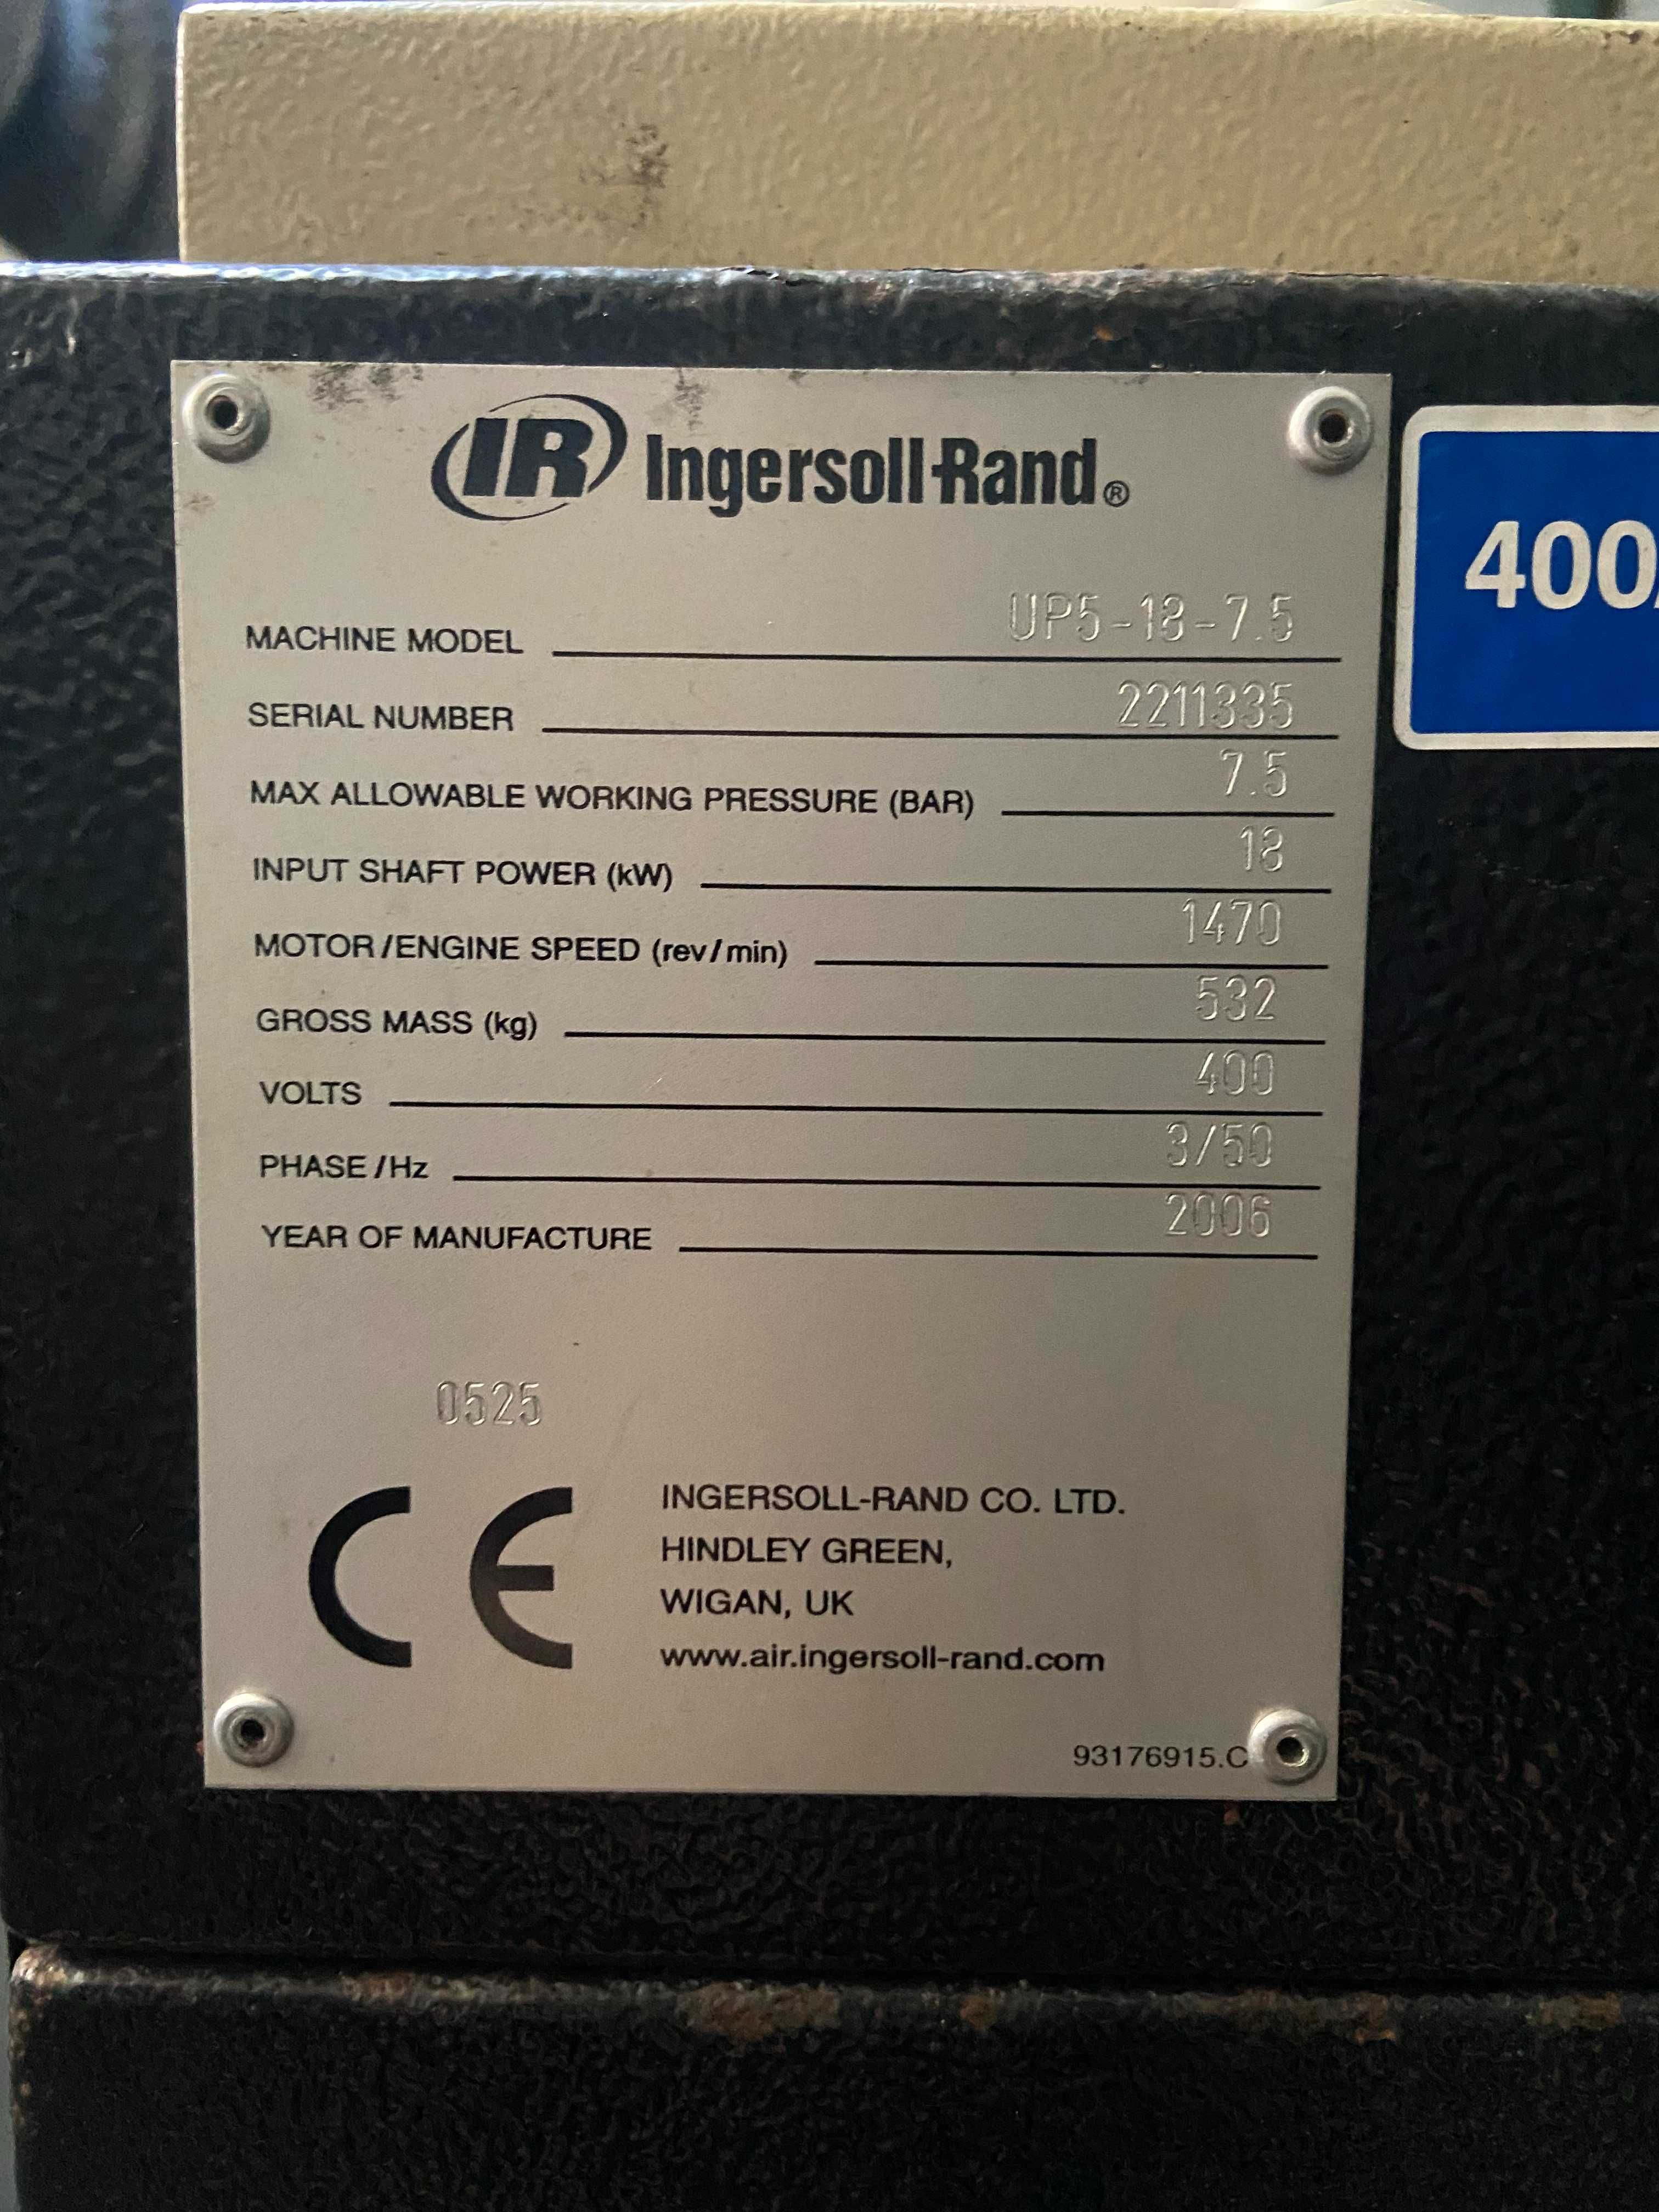 IR Ingersoll-Rand®
MACHINE MODEL UP5-18-7.5
SERIAL NUMBER 2211335
MAX ALLOWABLE WORKING PRESSURE (BAR) 7.5
INPUT SHAFT POWER (kW) 18
MOTOR/ENGINE SPEED (rev/min) 1470
GROSS MASS (kg) 532
VOLTS 400
PHASE/Hz 3/50
YEAR OF MANUFACTURE 2006
400/
0525
CE
INGERSOLL-RAND CO. LTD.
HINDLEY GREEN,
WIGAN, UK
www.air.ingersoll-rand.com
93176915.C